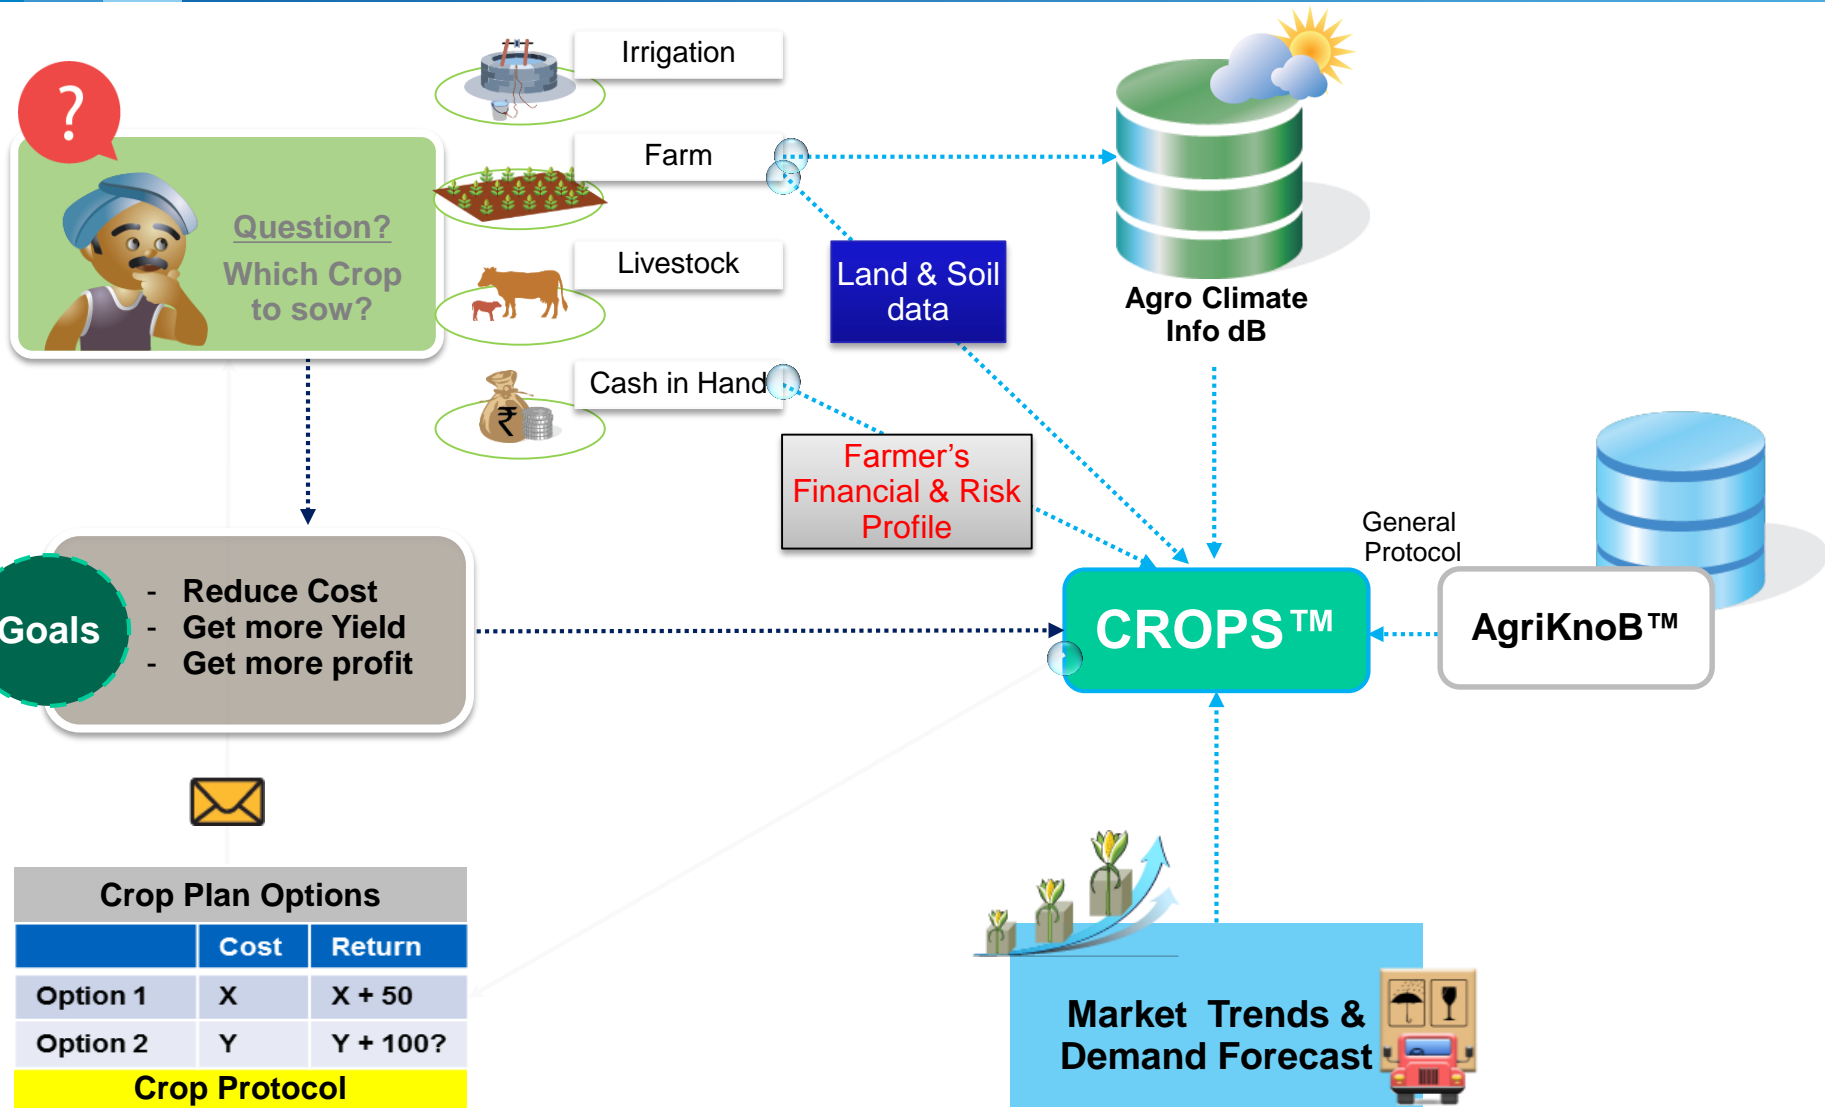 ?
Question?
Which Crop
to sow?
Irrigation
Farm
Livestock
Cash in Hand
₹
Land & Soil
data
Farmer’s
Financial & Risk
Profile
Agro Climate
Info dB
General
Protocol
AgriKnoB™
CROPS™
Goals
- Reduce Cost
- Get more Yield
- Get more profit
Crop Plan Options
Cost Return
Option 1 X X + 50
Option 2 Y Y + 100?
Crop Protocol
Market Trends &
Demand Forecast